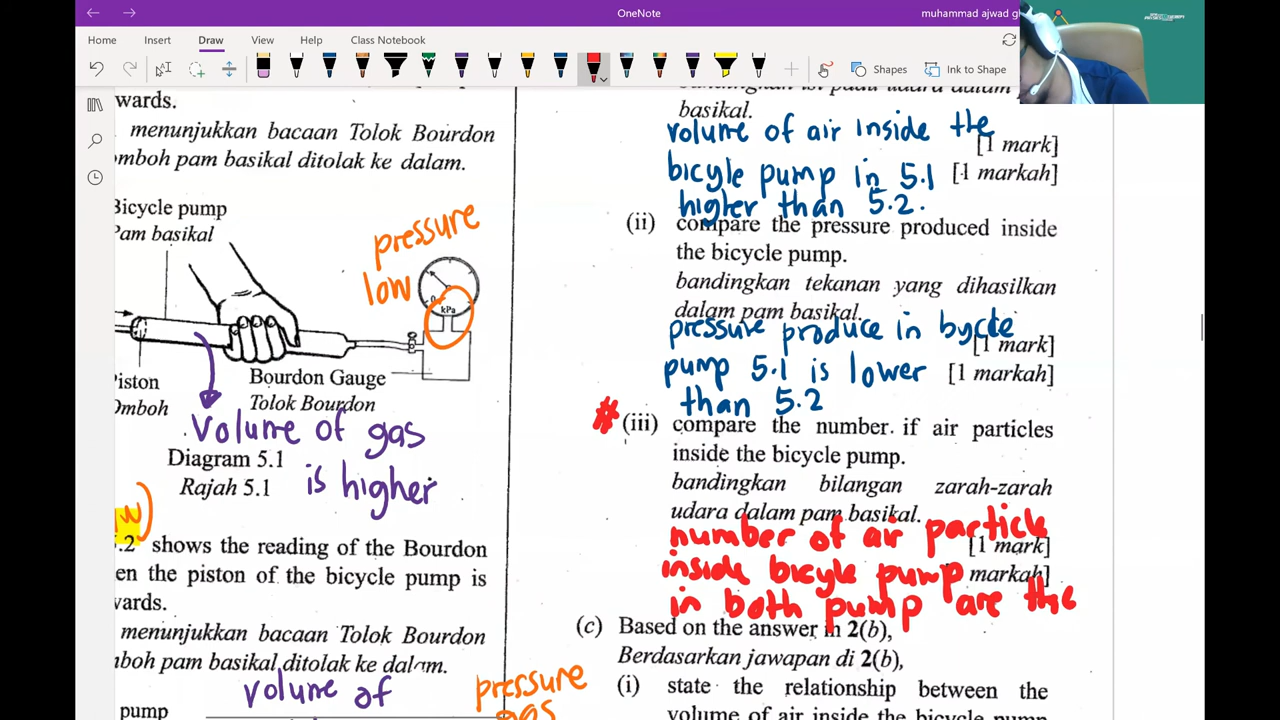 OneNote
muhammad ajwad
Home Insert Draw View Help Class Notebook
Shapes
Ink to Shape
wards.
menunjukkan bacaan Tolok Bourdon
omboh pam basikal ditolak ke dalam.
Bicycle pump
Pam basikal
pressure
low
0
kPa
Piston
Omboh
Bourdon Gauge
Tolok Bourdon
volume of gas
is higher
Diagram 5.1
Rajah 5.1
.2 shows the reading of the Bourdon
en the piston of the bicycle pump is
wards.
menunjukkan bacaan Tolok Bourdon
nboh pam basikal ditolak ke dalam.
volume of
pressure
gas
pump
basikal.
volume of air inside the
[1 mark]
bicyle pump in 5.1
[1 markah]
higher than 5.2.
(ii) compare the pressure produced inside
the bicycle pump.
bandingkan tekanan yang dihasilkan
dalam pam basikal.
pressure produce in bycle
[1 mark]
pump 5.1 is lower
[1 markah]
than 5.2
# (iii) compare the number. if air particles
inside the bicycle pump.
bandingkan bilangan zarah-zarah
udara dalam pam basikal.
number of air particle
[1 mark]
inside bicyle pump
markah]
in both pump are the
(c) Based on the answer in 2(b),
Berdasarkan jawapan di 2(b),
(i) state the relationship between the
volume of air inside the bicycle pump